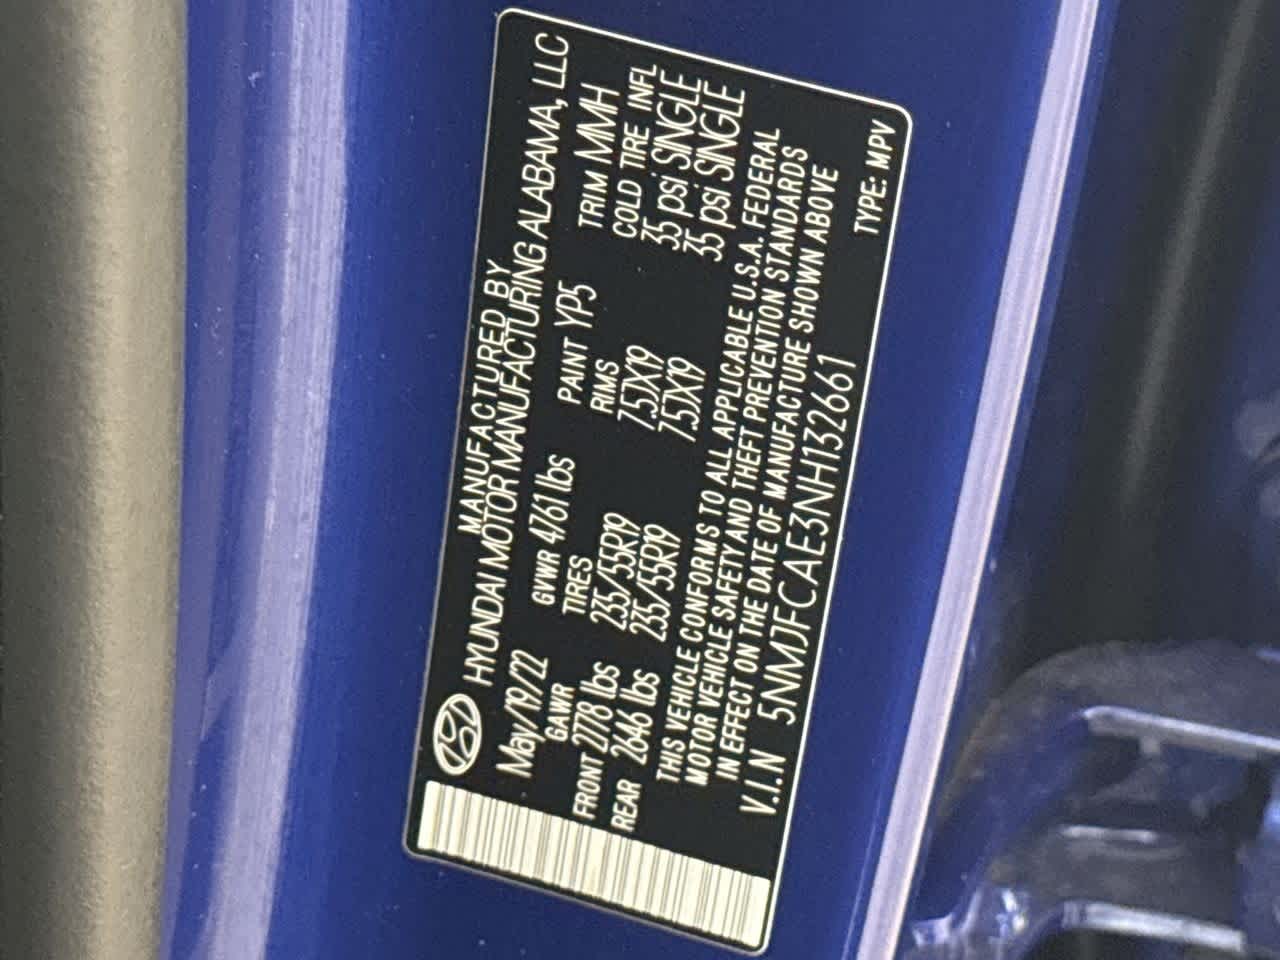 MANUFACTURED BY
HYUNDAI MOTOR MANUFACTURING ALABAMA, LLC
May/19/22 GVWR 4761 lbs PAINT YP5 TRIM MMH
GAWR TIRES RIMS COLD TIRE INFL
FRONT 2778 lbs 235/55R19 7.5JX19 35 psi SINGLE
REAR 2646 lbs 235/55R19 7.5JX19 35 psi SINGLE
THIS VEHICLE CONFORMS TO ALL APPLICABLE U.S.A. FEDERAL
MOTOR VEHICLE SAFETY AND THEFT PREVENTION STANDARDS
IN EFFECT ON THE DATE OF MANUFACTURE SHOWN ABOVE
V.I.N 5NMJFCAE3NH132661 TYPE: MPV